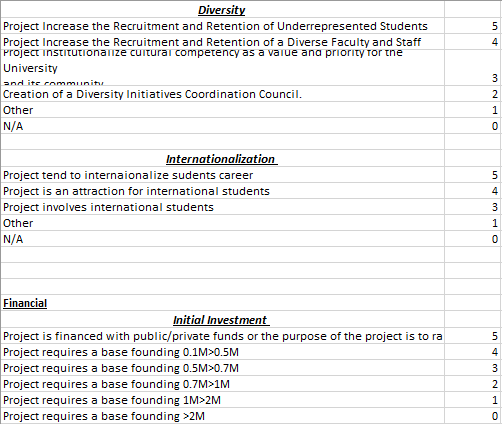 Diversity
Project Increase the Recruitment and Retention of Underrepresented Students 5
Project Increase the Recruitment and Retention of a Diverse Faculty and Staff 4
Project Institutionalize cultural competency as a value and priority for the
University
and its community 3
Creation of a Diversity Initiatives Coordination Council. 2
Other 1
N/A 0
Internationalization
Project tend to internaionalize sudents career 5
Project is an attraction for international students 4
Project involves international students 3
Other 1
N/A 0
Financial
Initial Investment
Project is financed with public/private funds or the purpose of the project is to ra 5
Project requires a base founding 0.1M>0.5M 4
Project requires a base founding 0.5M>0.7M 3
Project requires a base founding 0.7M>1M 2
Project requires a base founding 1M>2M 1
Project requires a base founding >2M 0